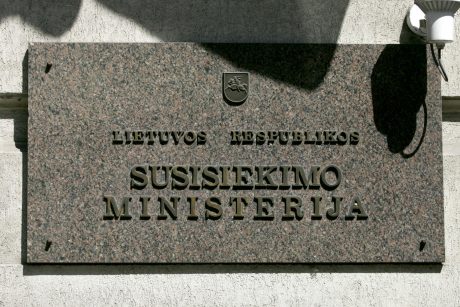 LIETUVOS RESPUBLIKOS
SUSISIEKIMO
MINISTERIJA